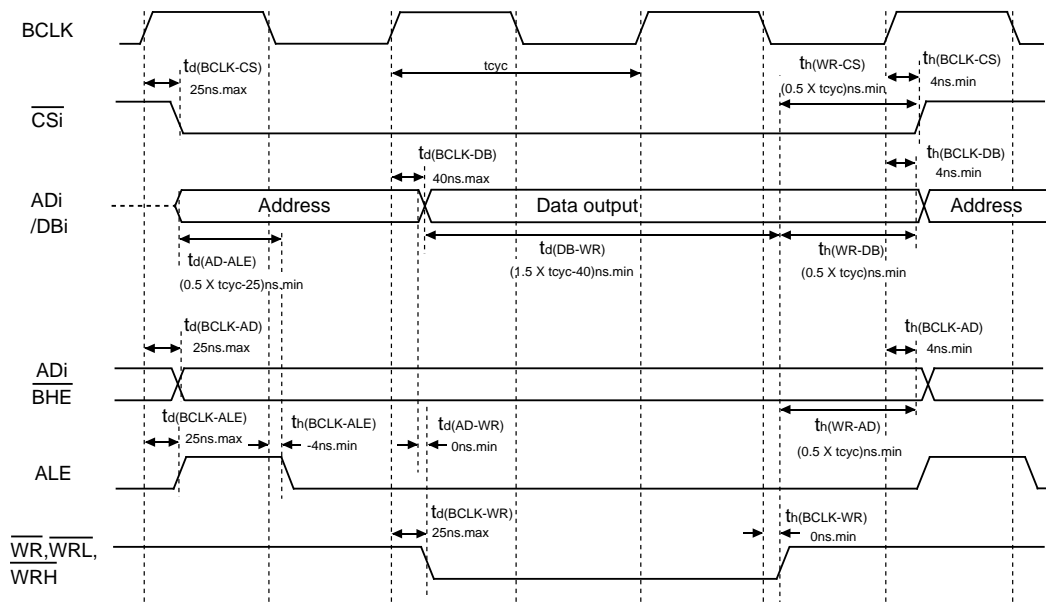 BCLK
td(BCLK-CS)
25ns.max
tcyc
th(WR-CS)
(0.5 X tcyc)ns.min
th(BCLK-CS)
4ns.min
CSi
td(BCLK-DB)
40ns.max
th(BCLK-DB)
4ns.min
ADi
/DBi
Address
Data output
Address
td(AD-ALE)
(0.5 X tcyc-25)ns.min
td(DB-WR)
(1.5 X tcyc-40)ns.min
th(WR-DB)
(0.5 X tcyc)ns.min
td(BCLK-AD)
25ns.max
th(BCLK-AD)
4ns.min
ADi
BHE
td(BCLK-ALE)
25ns.max
th(BCLK-ALE)
-4ns.min
td(AD-WR)
0ns.min
th(WR-AD)
(0.5 X tcyc)ns.min
ALE
td(BCLK-WR)
25ns.max
th(BCLK-WR)
0ns.min
WR,WRL,
WRH